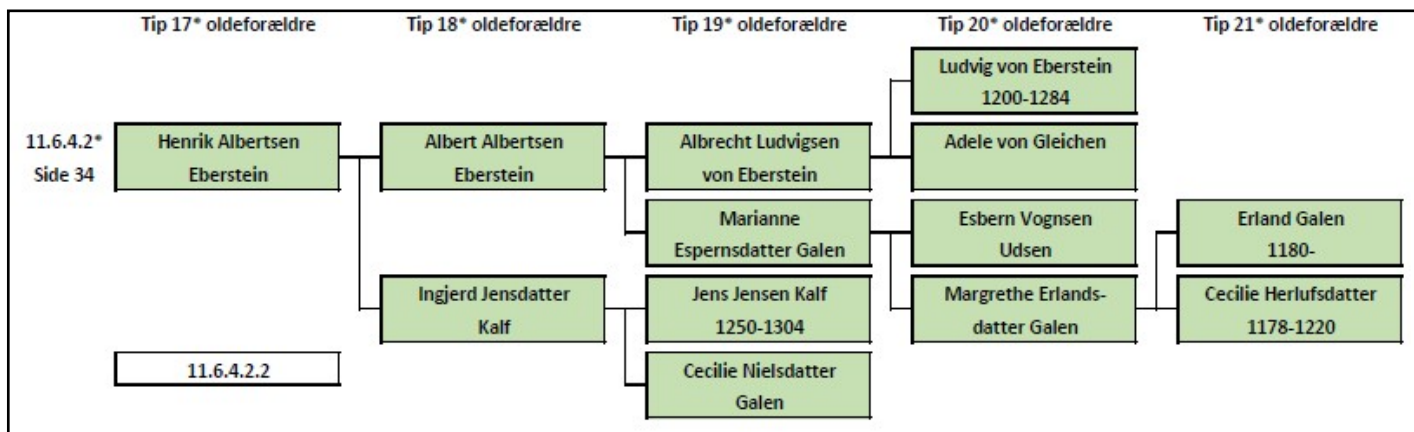 Tip 17* oldeforældre
Tip 18* oldeforældre
Tip 19* oldeforældre
Tip 20* oldeforældre
Tip 21* oldeforældre
Ludvig von Eberstein
1200-1284
11.6.4.2*
Side 34
Henrik Albertsen
Eberstein
Albert Albertsen
Eberstein
Albrecht Ludvigsen
von Eberstein
Adele von Gleichen
Marianne
Espernsdatter Galen
Esbern Vognsen
Udsen
Erland Galen
1180-
Ingjerd Jensdatter
Kalf
Jens Jensen Kalf
1250-1304
Margrethe Erlands-
datter Galen
Cecilie Herlufsdatter
1178-1220
11.6.4.2.2
Cecilie Nielsdatter
Galen